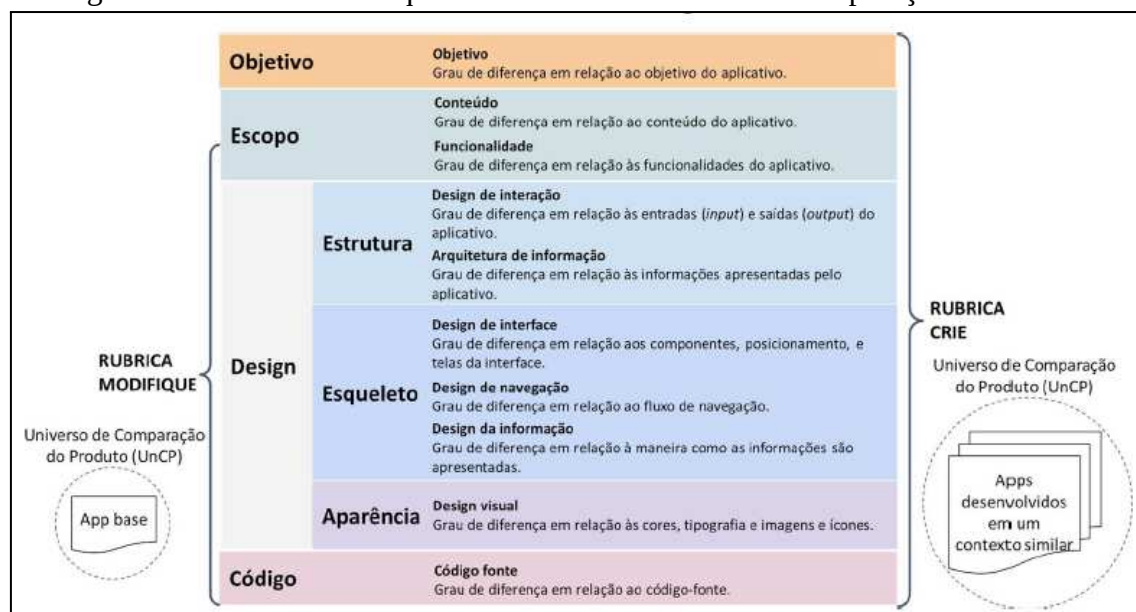 Objetivo
Objetivo
Grau de diferença em relação ao objetivo do aplicativo.
Escopo
Conteúdo
Grau de diferença em relação ao conteúdo do aplicativo.
Funcionalidade
Grau de diferença em relação às funcionalidades do aplicativo.
Design
Estrutura
Design de interação
Grau de diferença em relação às entradas (input) e saídas (output) do
aplicativo.
Arquitetura de informação
Grau de diferença em relação às informações apresentadas pelo
aplicativo.
Esqueleto
Design de interface
Grau de diferença em relação aos componentes, posicionamento, e
telas da interface.
Design de navegação
Grau de diferença em relação ao fluxo de navegação.
Design da informação
Grau de diferença em relação à maneira como as informações são
apresentadas.
Aparência
Design visual
Grau de diferença em relação às cores, tipografia e imagens e ícones.
Código
Código fonte
Grau de diferença em relação ao código-fonte.
RUBRICA
MODIFIQUE
Universo de Comparação
do Produto (UnCP)
App base
RUBRICA
CRIE
Universo de Comparação
do Produto (UnCP)
Apps
desenvolvidos
em um
contexto similar